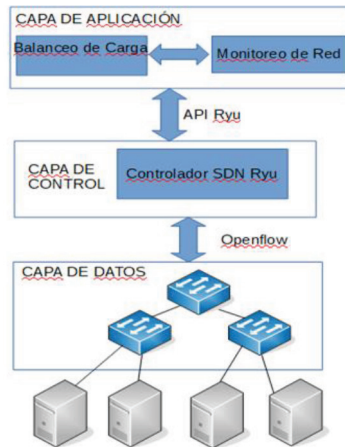 CAPA DE APLICACIÓN
Balanceo de Carga
Monitoreo de Red
API Ryu
CAPA DE
CONTROL
Controlador SDN Ryu
Openflow
CAPA DE DATOS